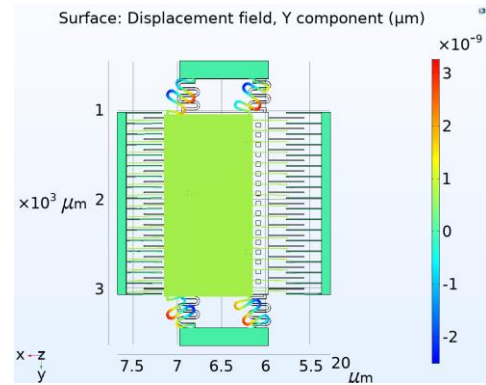 Surface: Displacement field, Y component (μm)
×10⁻⁹
3
2
1
0
-1
-2
1
2
3
×10³ μm
7.5
7
6.5
6
5.5
20
μm
x
z
y